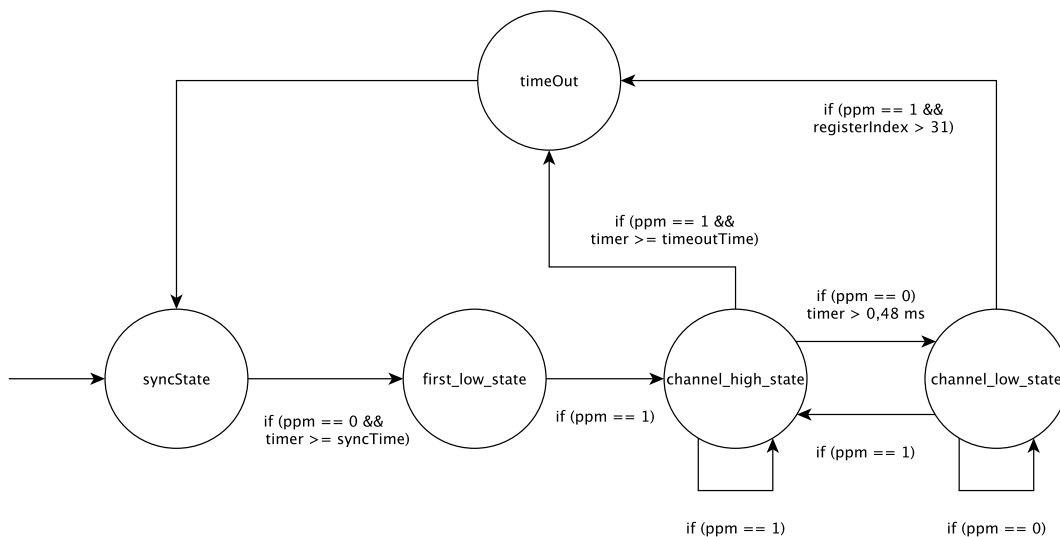 timeOut
if (ppm == 1 &&
registerIndex > 31)
if (ppm == 1 &&
timer >= timeoutTime)
if (ppm == 0)
timer > 0,48 ms
syncState
first_low_state
channel_high_state
channel_low_state
if (ppm == 0 &&
timer >= syncTime)
if (ppm == 1)
if (ppm == 1)
if (ppm == 1)
if (ppm == 0)